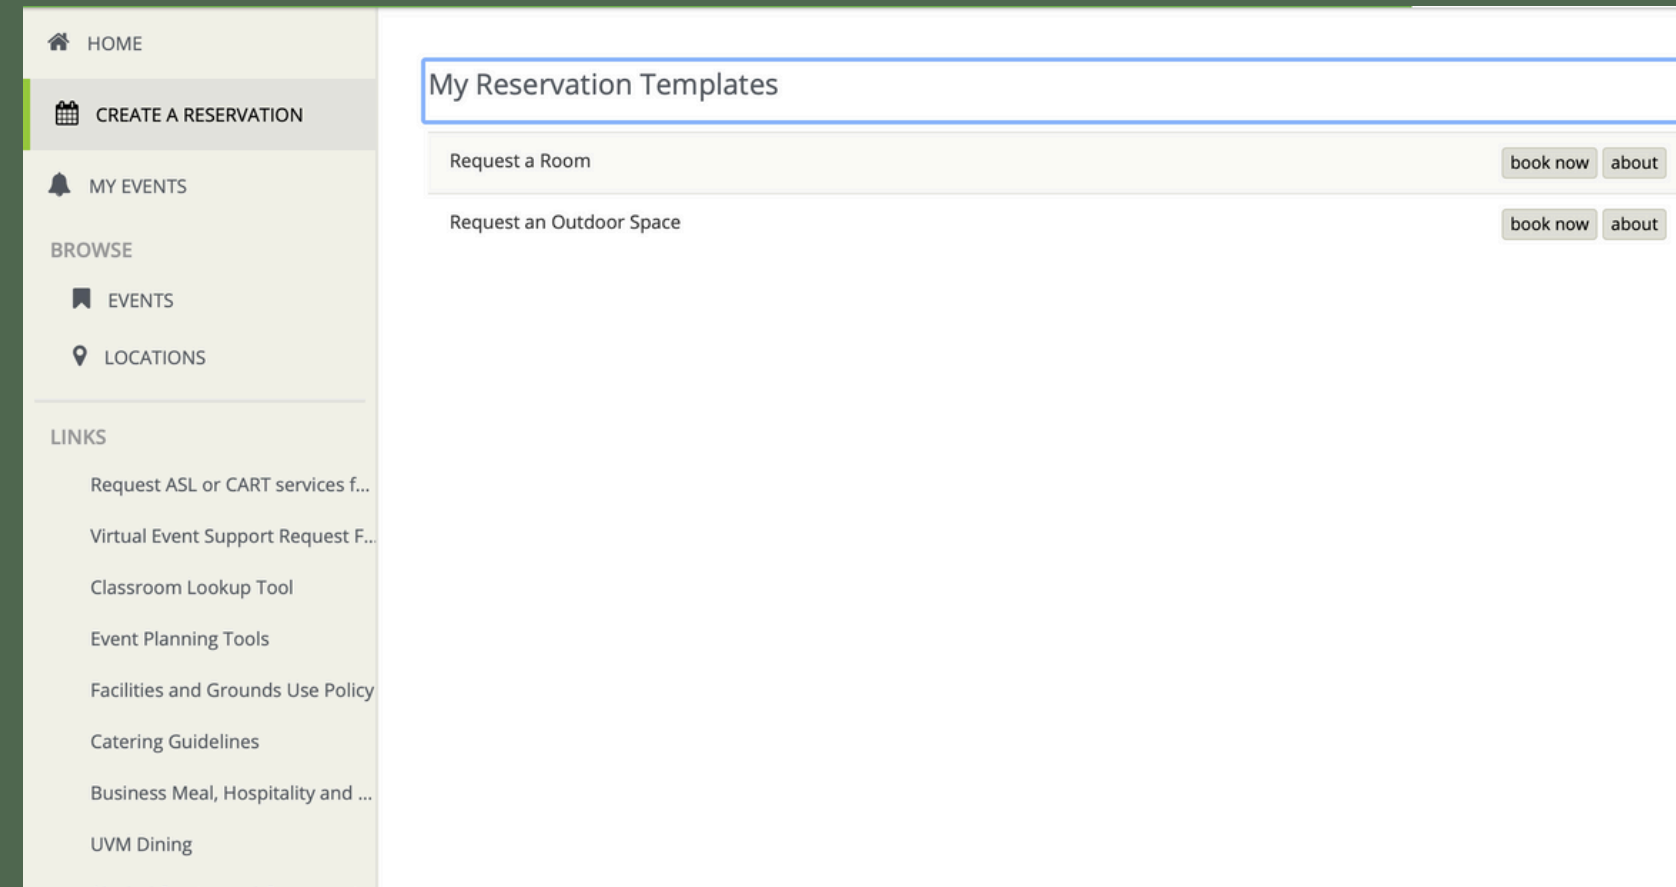 HOME
CREATE A RESERVATION
MY EVENTS
BROWSE
EVENTS
LOCATIONS
LINKS
Request ASL or CART services f...
Virtual Event Support Request F...
Classroom Lookup Tool
Event Planning Tools
Facilities and Grounds Use Policy
Catering Guidelines
Business Meal, Hospitality and ...
UVM Dining
My Reservation Templates
Request a Room book now about
Request an Outdoor Space book now about